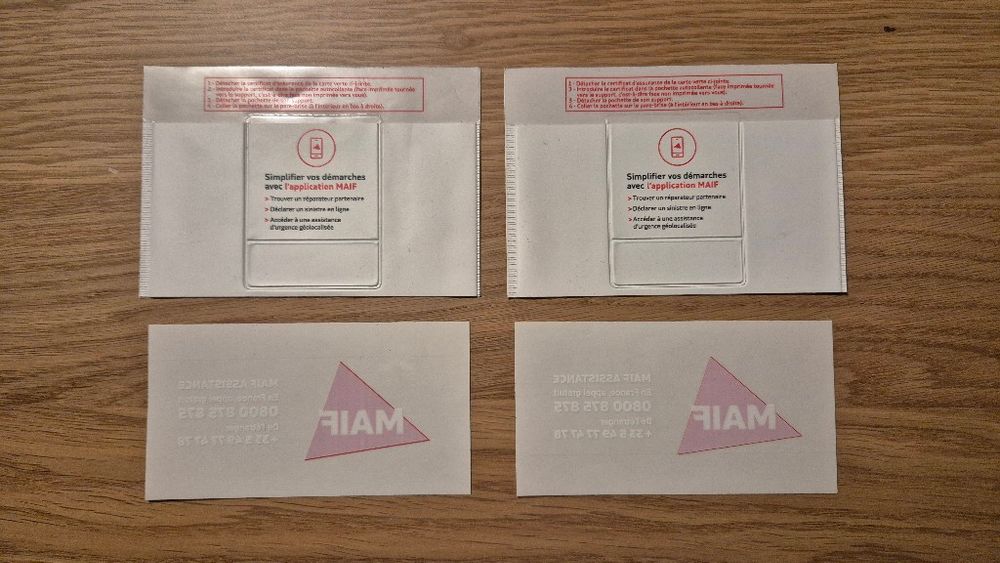 1 - Détacher le certificat d'assurance de la carte verte ci-jointe.
2 - Introduire le certificat dans la pochette autocollante (face imprimée tournée
vers le support, c'est-à-dire face non imprimée vers vous).
3 - Détacher la pochette de son support.
4 - Coller la pochette sur le pare-brise (à l'intérieur en bas à droite).
Simplifier vos démarches
avec l'application MAIF
> Trouver un réparateur partenaire
> Déclarer un sinistre en ligne
> Accéder à une assistance
d'urgence géolocalisée
1 - Détacher le certificat d'assurance de la carte verte ci-jointe.
2 - Introduire le certificat dans la pochette autocollante (face imprimée tournée
vers le support, c'est-à-dire face non imprimée vers vous).
3 - Détacher la pochette de son support.
4 - Coller la pochette sur le pare-brise (à l'intérieur en bas à droite).
Simplifier vos démarches
avec l'application MAIF
> Trouver un réparateur partenaire
> Déclarer un sinistre en ligne
> Accéder à une assistance
d'urgence géolocalisée
MAIF ASSISTANCE
En France, appel gratuit
0800 875 875
De l'étranger
+33 5 49 77 47 78
MAIF
MAIF ASSISTANCE
En France, appel gratuit
0800 875 875
De l'étranger
+33 5 49 77 47 78
MAIF